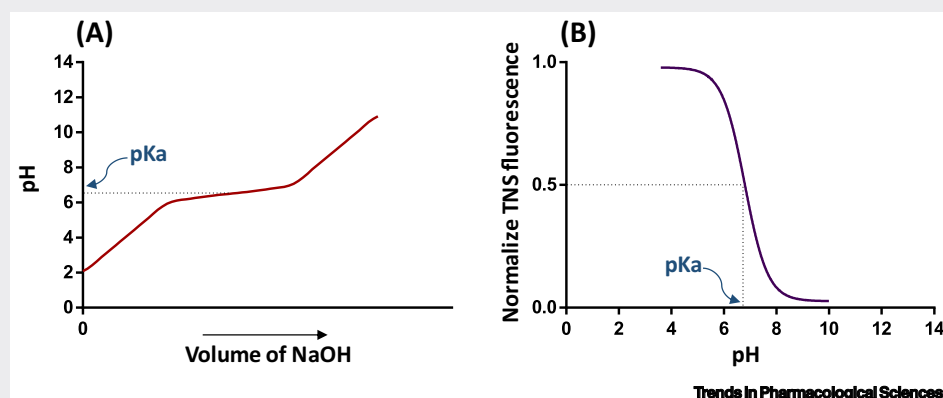 (A)
14
12
10
8
6
4
2
0
pH
pKa
0
Volume of NaOH
(B)
Normalize TNS fluorescence
1.0
0.5
0.0
pKa
0 2 4 6 8 10 12 14
pH
Trends in Pharmacological Sciences